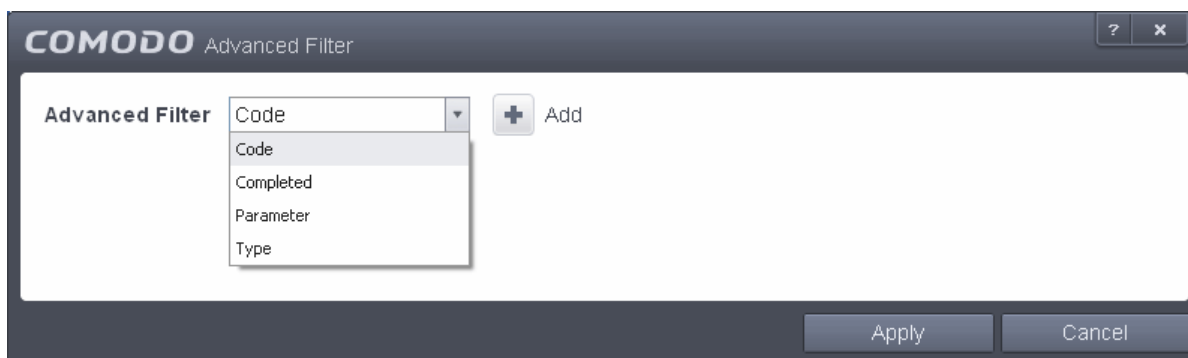 COMODO Advanced Filter ? x
Advanced Filter Code + Add
Code
Completed
Parameter
Type
Apply Cancel